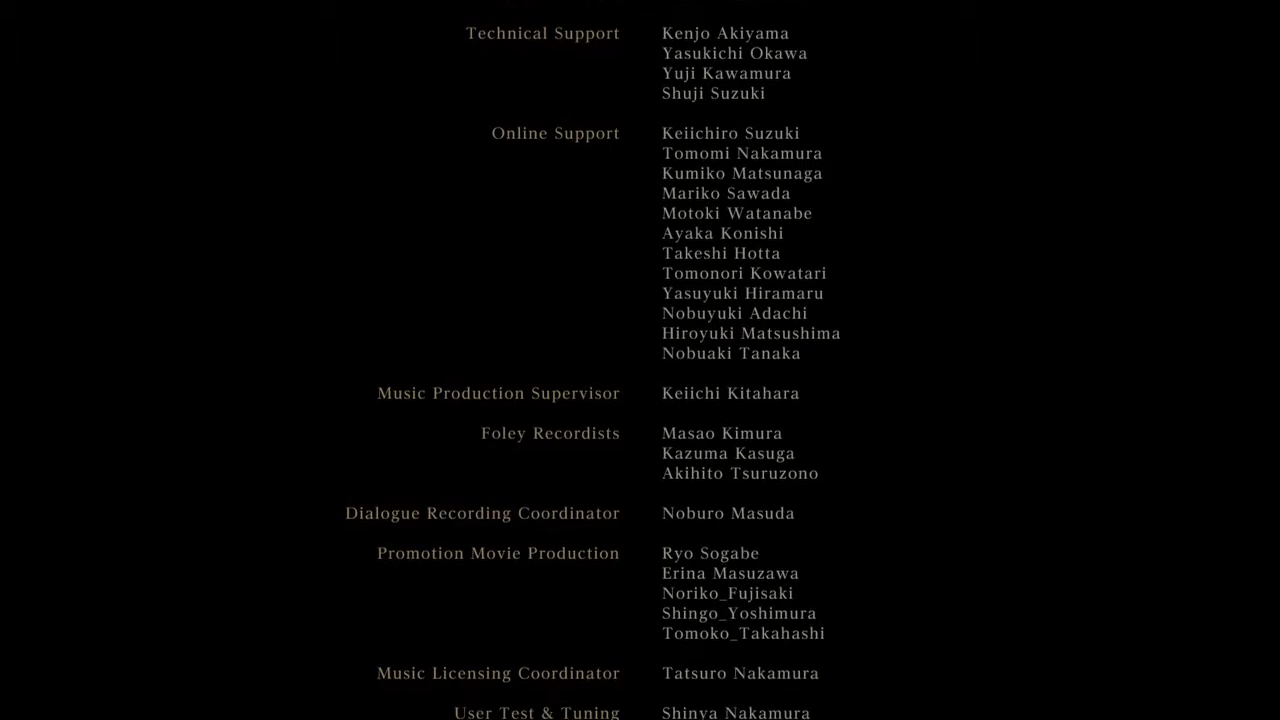 Technical Support Kenjo Akiyama
Yasukichi Okawa
Yuji Kawamura
Shuji Suzuki
Online Support Keiichiro Suzuki
Tomomi Nakamura
Kumiko Matsunaga
Mariko Sawada
Motoki Watanabe
Ayaka Konishi
Takeshi Hotta
Tomonori Kowatari
Yasuyuki Hiramaru
Nobuyuki Adachi
Hiroyuki Matsushima
Nobuaki Tanaka
Music Production Supervisor Keiichi Kitahara
Foley Recordists Masao Kimura
Kazuma Kasuga
Akihito Tsuruzono
Dialogue Recording Coordinator Noburo Masuda
Promotion Movie Production Ryo Sogabe
Erina Masuzawa
Noriko_Fujisaki
Shingo_Yoshimura
Tomoko_Takahashi
Music Licensing Coordinator Tatsuro Nakamura
User Test & Tuning Shinya Nakamura